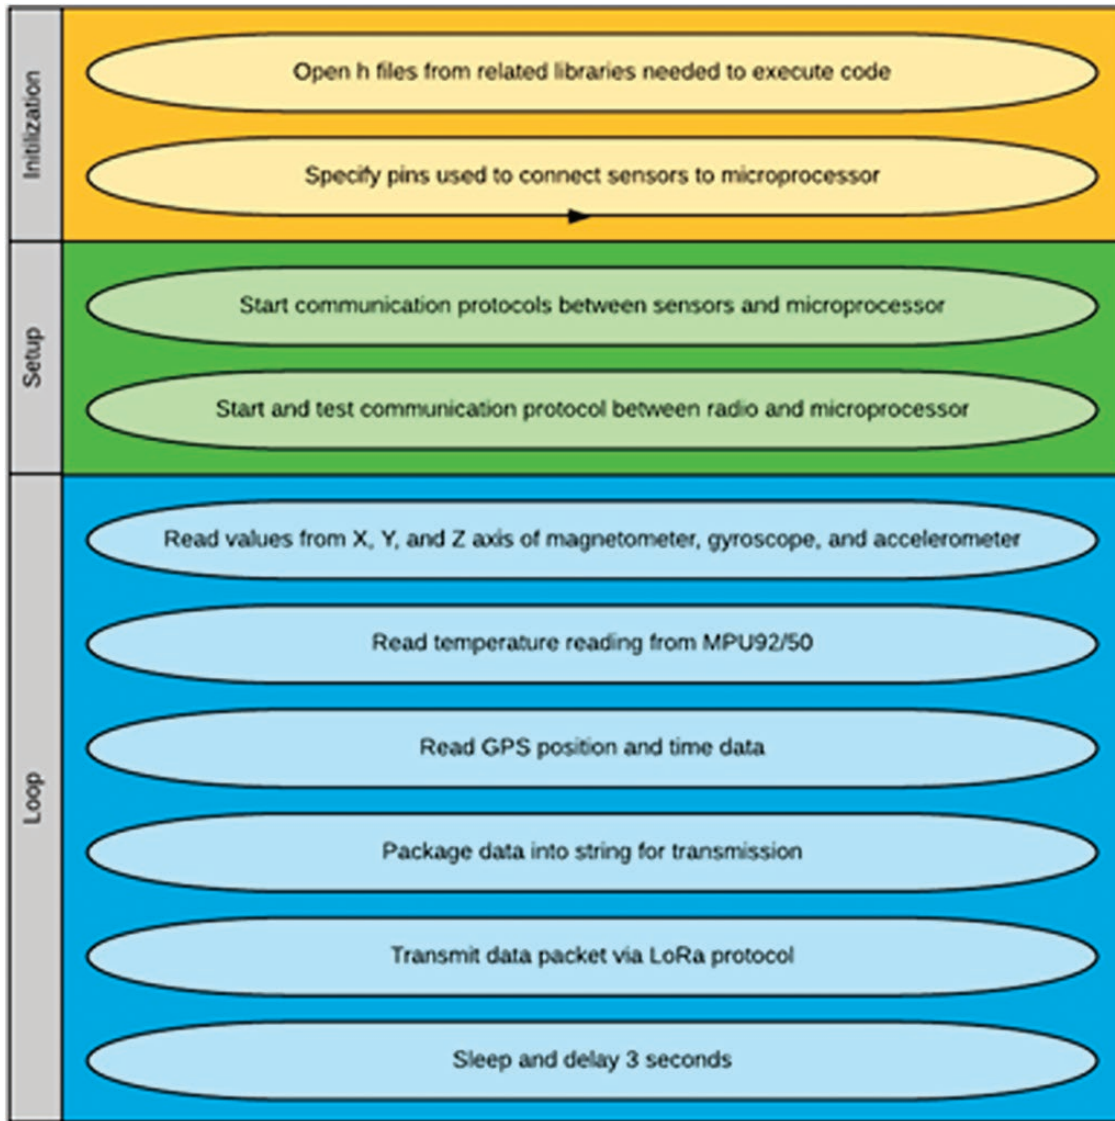 Initilization
Open h files from related libraries needed to execute code
Specify pins used to connect sensors to microprocessor
Setup
Start communication protocols between sensors and microprocessor
Start and test communication protocol between radio and microprocessor
Loop
Read values from X, Y, and Z axis of magnetometer, gyroscope, and accelerometer
Read temperature reading from MPU92/50
Read GPS position and time data
Package data into string for transmission
Transmit data packet via LoRa protocol
Sleep and delay 3 seconds